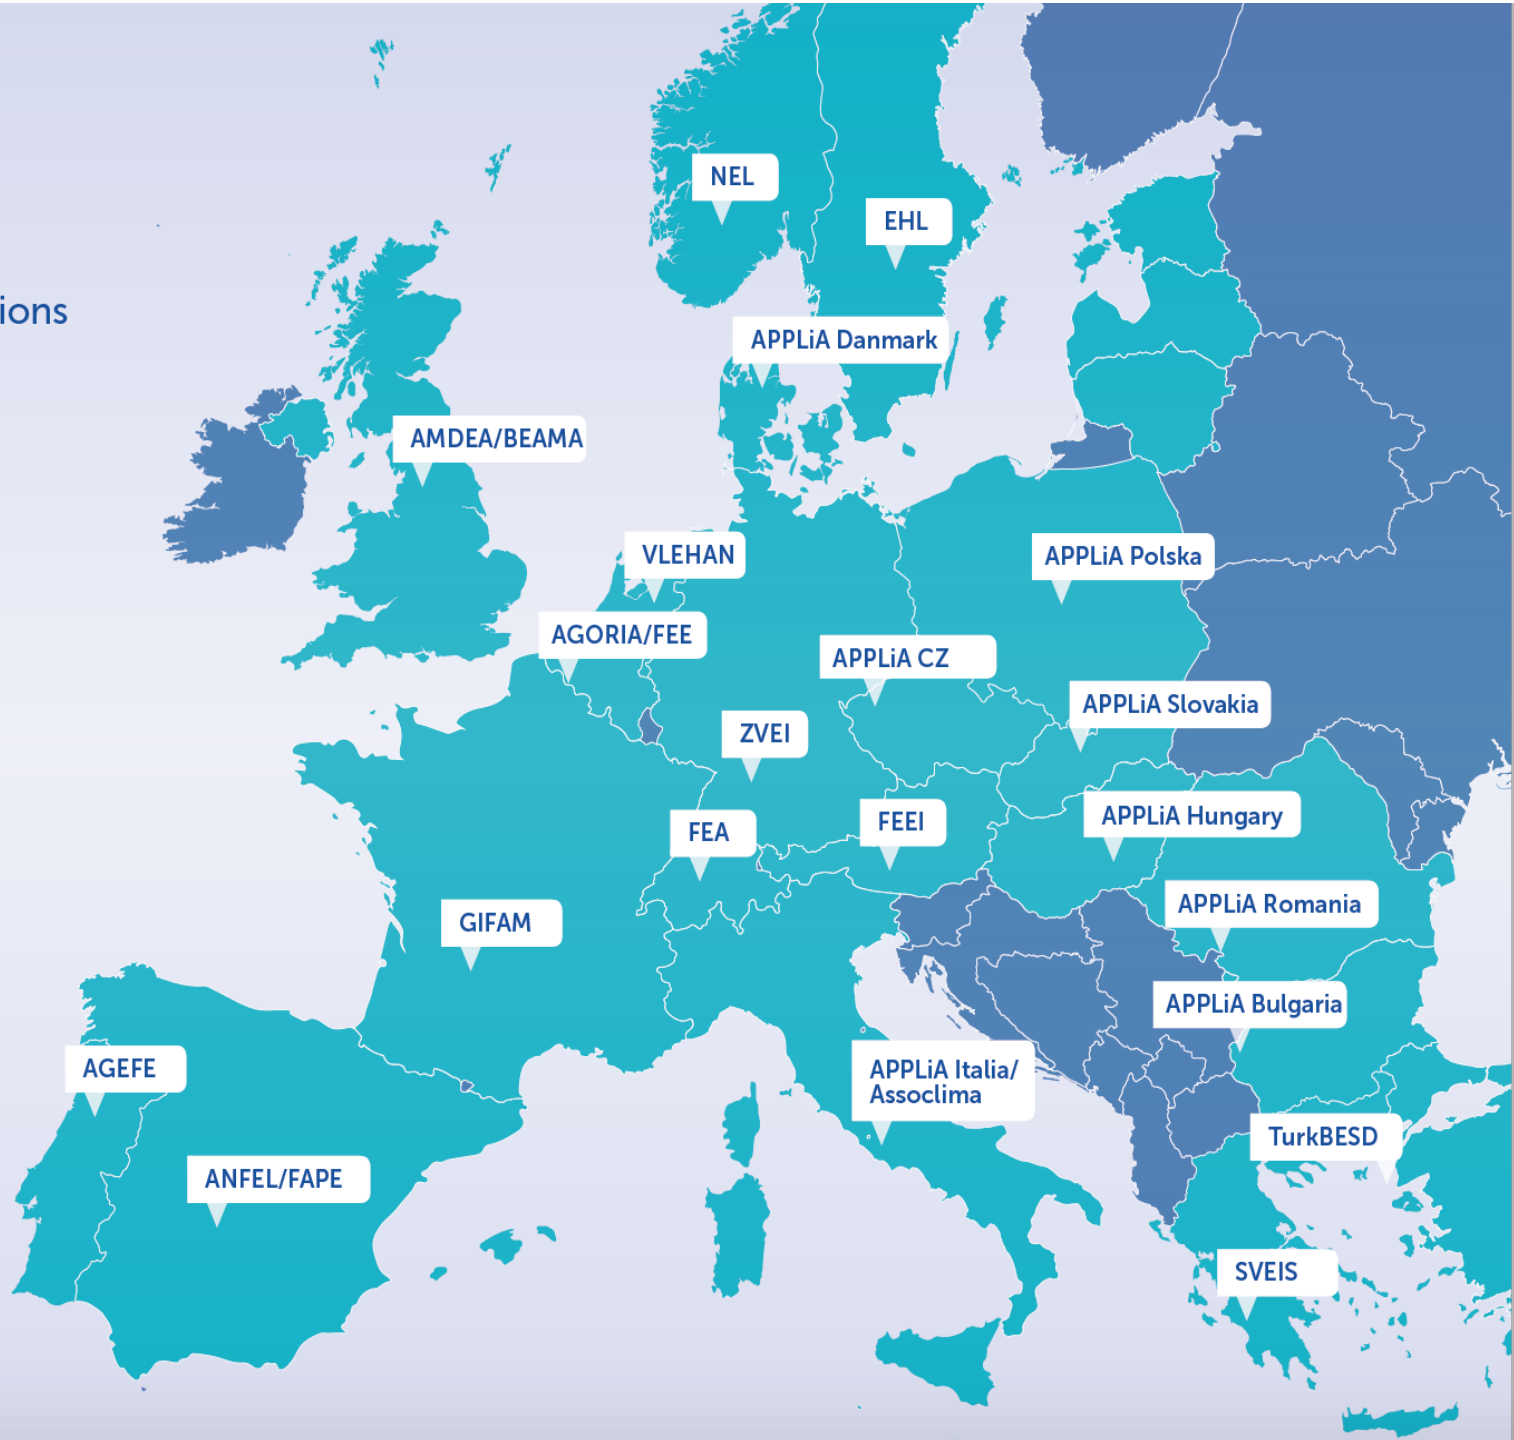 NEL
EHL
ions
APPLiA Danmark
AMDEA/BEAMA
VLEHAN
APPLiA Polska
AGORIA/FEE
APPLiA CZ
APPLiA Slovakia
ZVEI
FEA
FEEI
APPLiA Hungary
APPLiA Romania
GIFAM
APPLiA Bulgaria
AGEFE
APPLiA Italia/
Assoclima
TurkBESD
ANFEL/FAPE
SVEIS